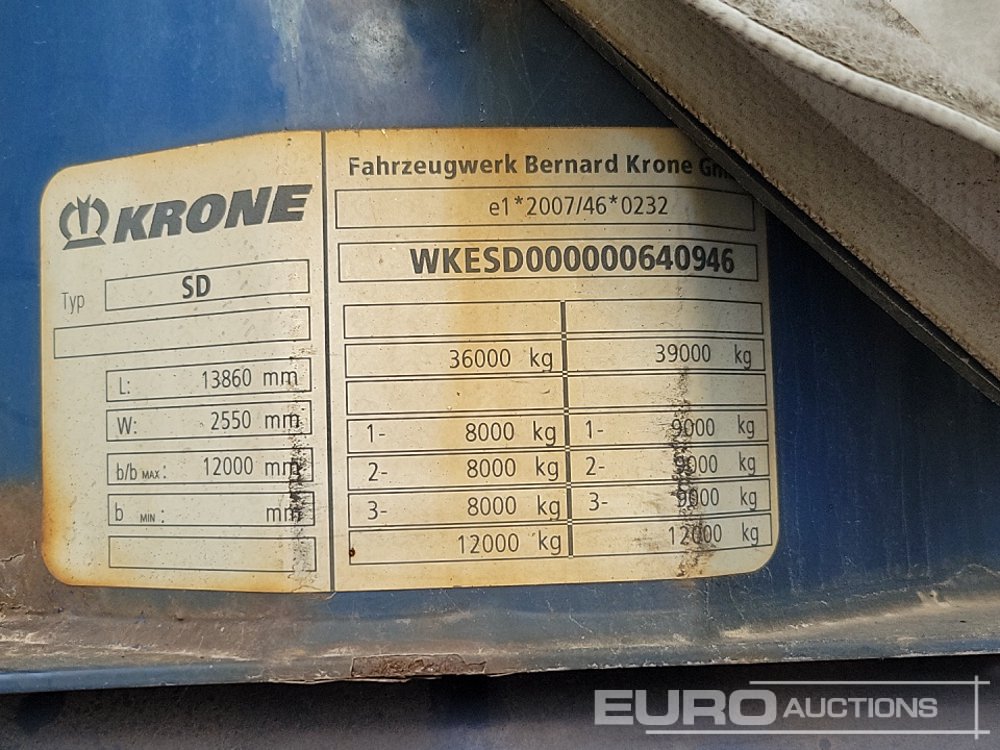 KRONE
Typ SD
L: 13860 mm
W: 2550 mm
b/b MAX: 12000 mm
b MIN: mm
Fahrzeugwerk Bernard Krone
e1*2007/46*0232
WKESD000000640946
36000 kg 39000 kg
1- 8000 kg 1- 9000 kg
2- 8000 kg 2- 9000 kg
3- 8000 kg 3- 9000 kg
12000 kg 12000 kg
EURO AUCTIONS